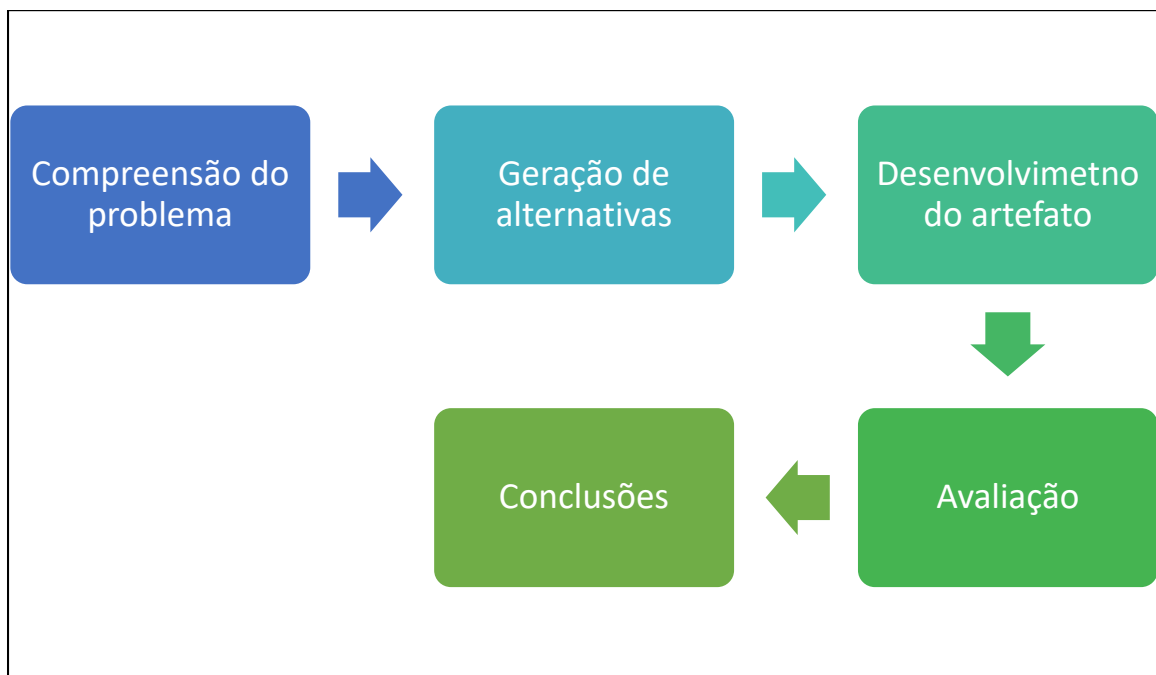 Compreensão do
problema
Geração de
alternativas
Desenvolvimetno
do artefato
Avaliação
Conclusões